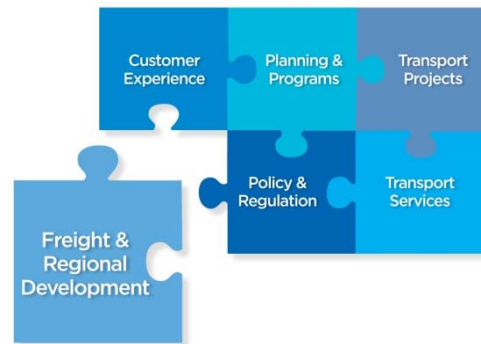 Customer
Experience
Planning &
Programs
Transport
Projects
Policy &
Regulation
Transport
Services
Freight &
Regional
Development